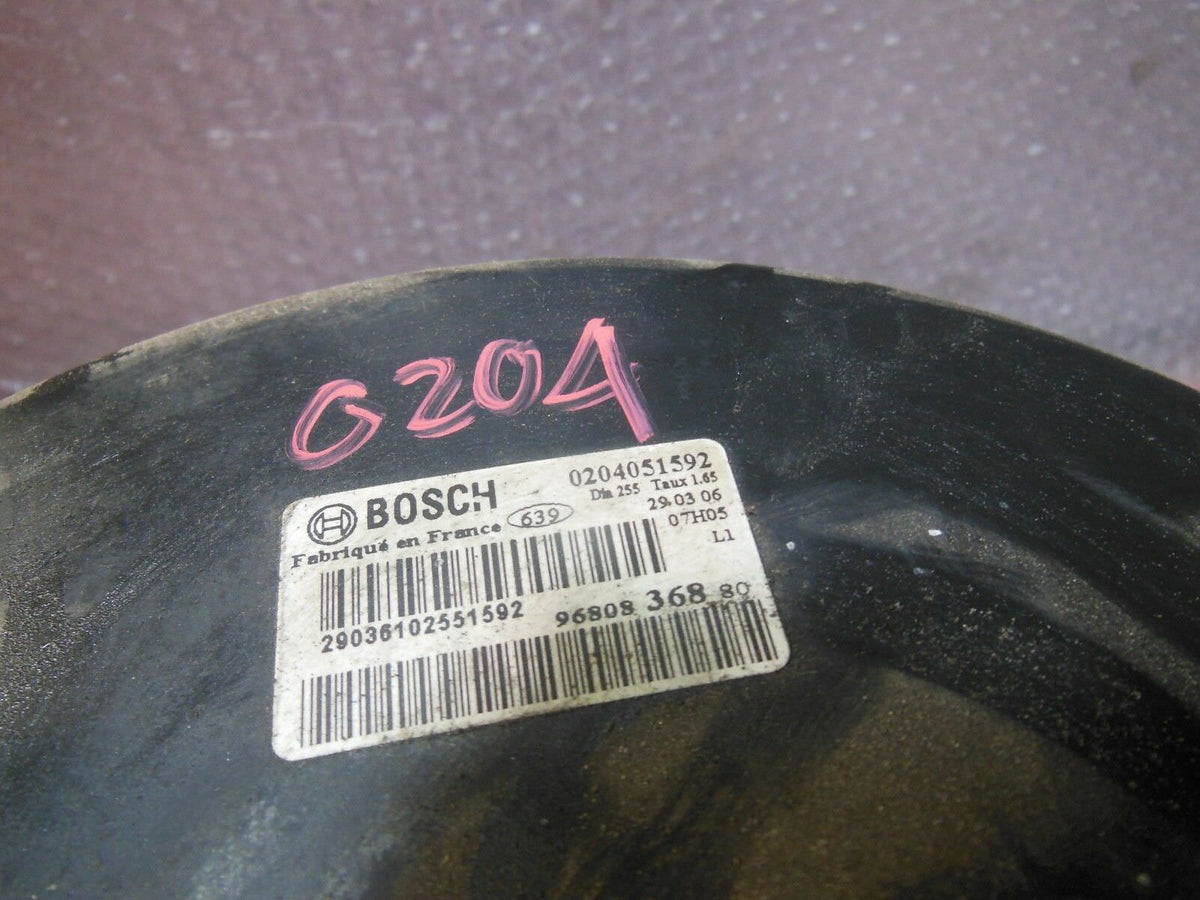 G20A
BOSCH 0204051592
Dia 255 Taux 1.65
Fabriqué en France 639 29.03 06
07H05
L1
29036102551592 96808 368 80